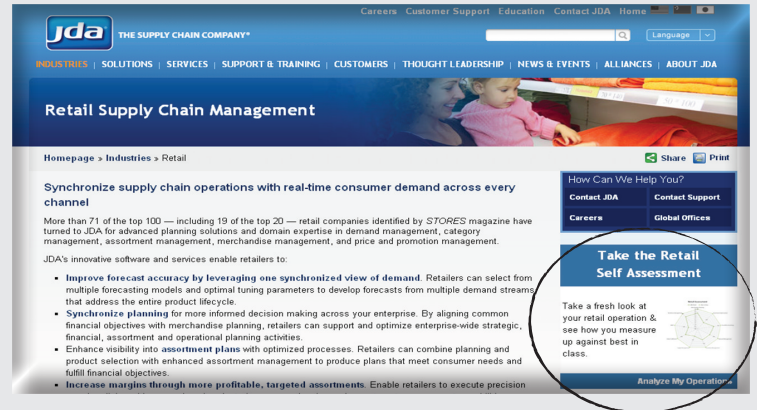 Careers Customer Support Education Contact JDA Home
jda. THE SUPPLY CHAIN COMPANY®
Language
INDUSTRIES | SOLUTIONS | SERVICES | SUPPORT & TRAINING | CUSTOMERS | THOUGHT LEADERSHIP | NEWS & EVENTS | ALLIANCES | ABOUT JDA
Retail Supply Chain Management
Homepage » Industries » Retail
Share Print
Synchronize supply chain operations with real-time consumer demand across every
channel
More than 71 of the top 100 — including 19 of the top 20 — retail companies identified by STORES magazine have
turned to JDA for advanced planning solutions and domain expertise in demand management, category
management, assortment management, merchandise management, and price and promotion management.
JDA's innovative software and services enable retailers to:
▪ Improve forecast accuracy by leveraging one synchronized view of demand. Retailers can select from
multiple forecasting models and optimal tuning parameters to develop forecasts from multiple demand streams
that address the entire product lifecycle.
▪ Synchronize planning for more informed decision making across your enterprise. By aligning common
financial objectives with merchandise planning, retailers can support and optimize enterprise-wide strategic,
financial, assortment and operational planning activities.
▪ Enhance visibility into assortment plans with optimized processes. Retailers can combine planning and
product selection with enhanced assortment management to produce plans that meet consumer needs and
fulfill financial objectives.
▪ Increase margins through more profitable, targeted assortments. Enable retailers to execute precision
How Can We Help You?
Contact JDA Contact Support
Careers Global Offices
Take the Retail
Self Assessment
Take a fresh look at
your retail operation &
see how you measure
up against best in
class.
Analyze My Operations